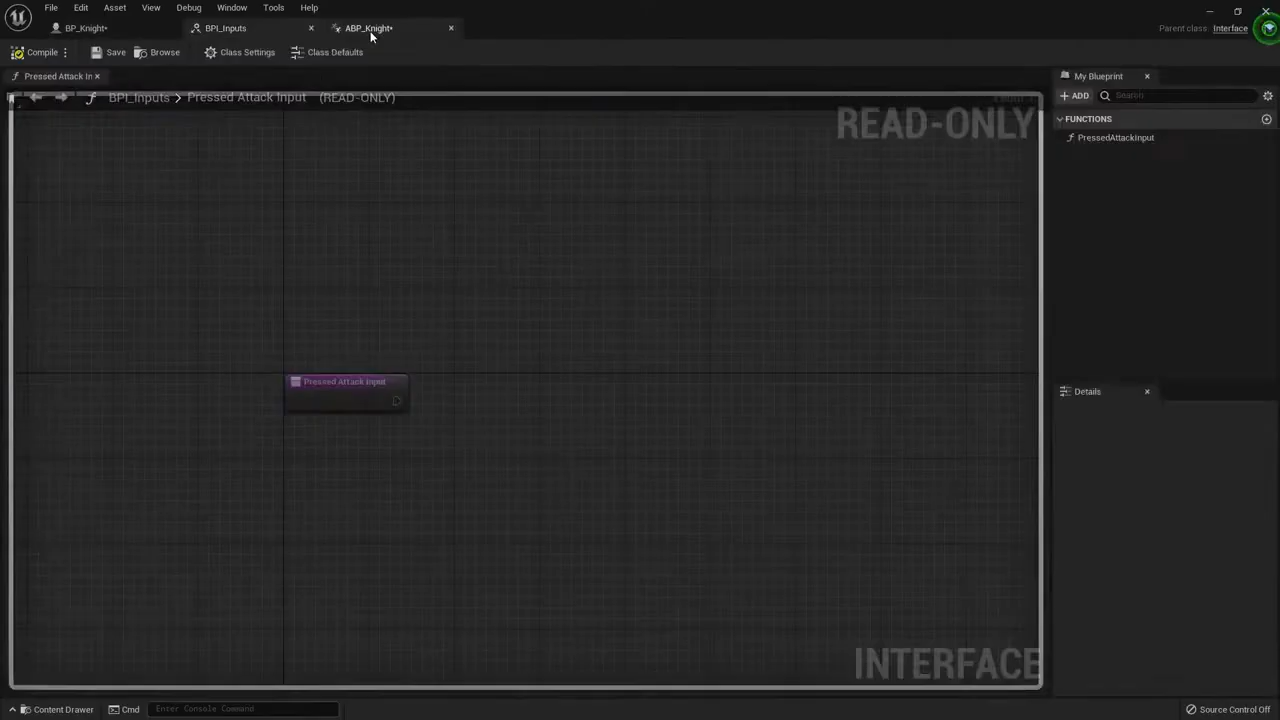 File Edit Asset View Debug Window Tools Help
BP_Knight• BPI_Inputs ABP_Knight• Parent class: Interface
Compile Save Browse Class Settings Class Defaults
Pressed Attack In My Blueprint
BPI_Inputs > Pressed Attack Input (READ-ONLY)
ADD Search
READ-ONLY
FUNCTIONS
PressedAttackInput
Pressed Attack Input
Details
INTERFACE
Content Drawer Cmd Enter Console Command Source Control Off